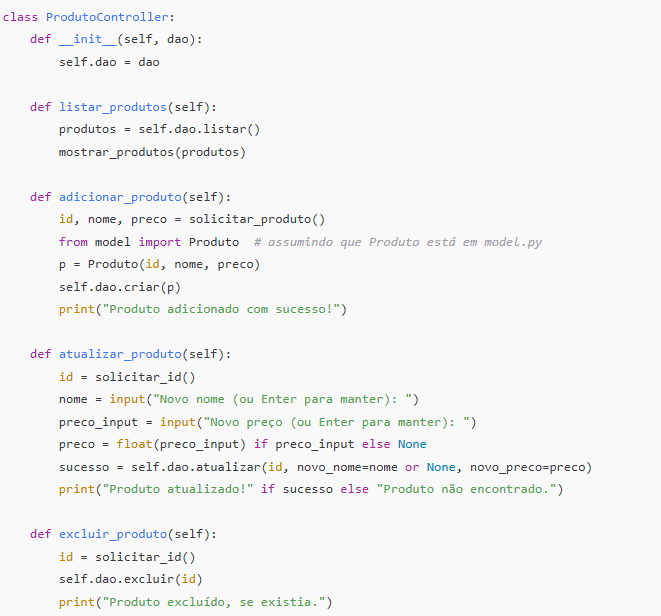 class ProdutoController:
    def __init__(self, dao):
        self.dao = dao

    def listar_produtos(self):
        produtos = self.dao.listar()
        mostrar_produtos(produtos)

    def adicionar_produto(self):
        id, nome, preco = solicitar_produto()
        from model import Produto  # assumindo que Produto está em model.py
        p = Produto(id, nome, preco)
        self.dao.criar(p)
        print("Produto adicionado com sucesso!")

    def atualizar_produto(self):
        id = solicitar_id()
        nome = input("Novo nome (ou Enter para manter): ")
        preco_input = input("Novo preço (ou Enter para manter): ")
        preco = float(preco_input) if preco_input else None
        sucesso = self.dao.atualizar(id, novo_nome=nome or None, novo_preco=preco)
        print("Produto atualizado!" if sucesso else "Produto não encontrado.")

    def excluir_produto(self):
        id = solicitar_id()
        self.dao.excluir(id)
        print("Produto excluído, se existia.")